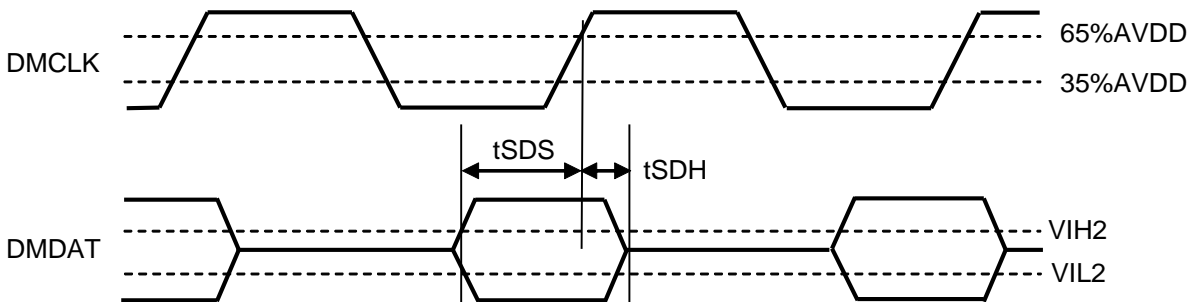 65%AVDD
DMCLK
35%AVDD
tSDS
tSDH
VIH2
DMDAT
VIL2